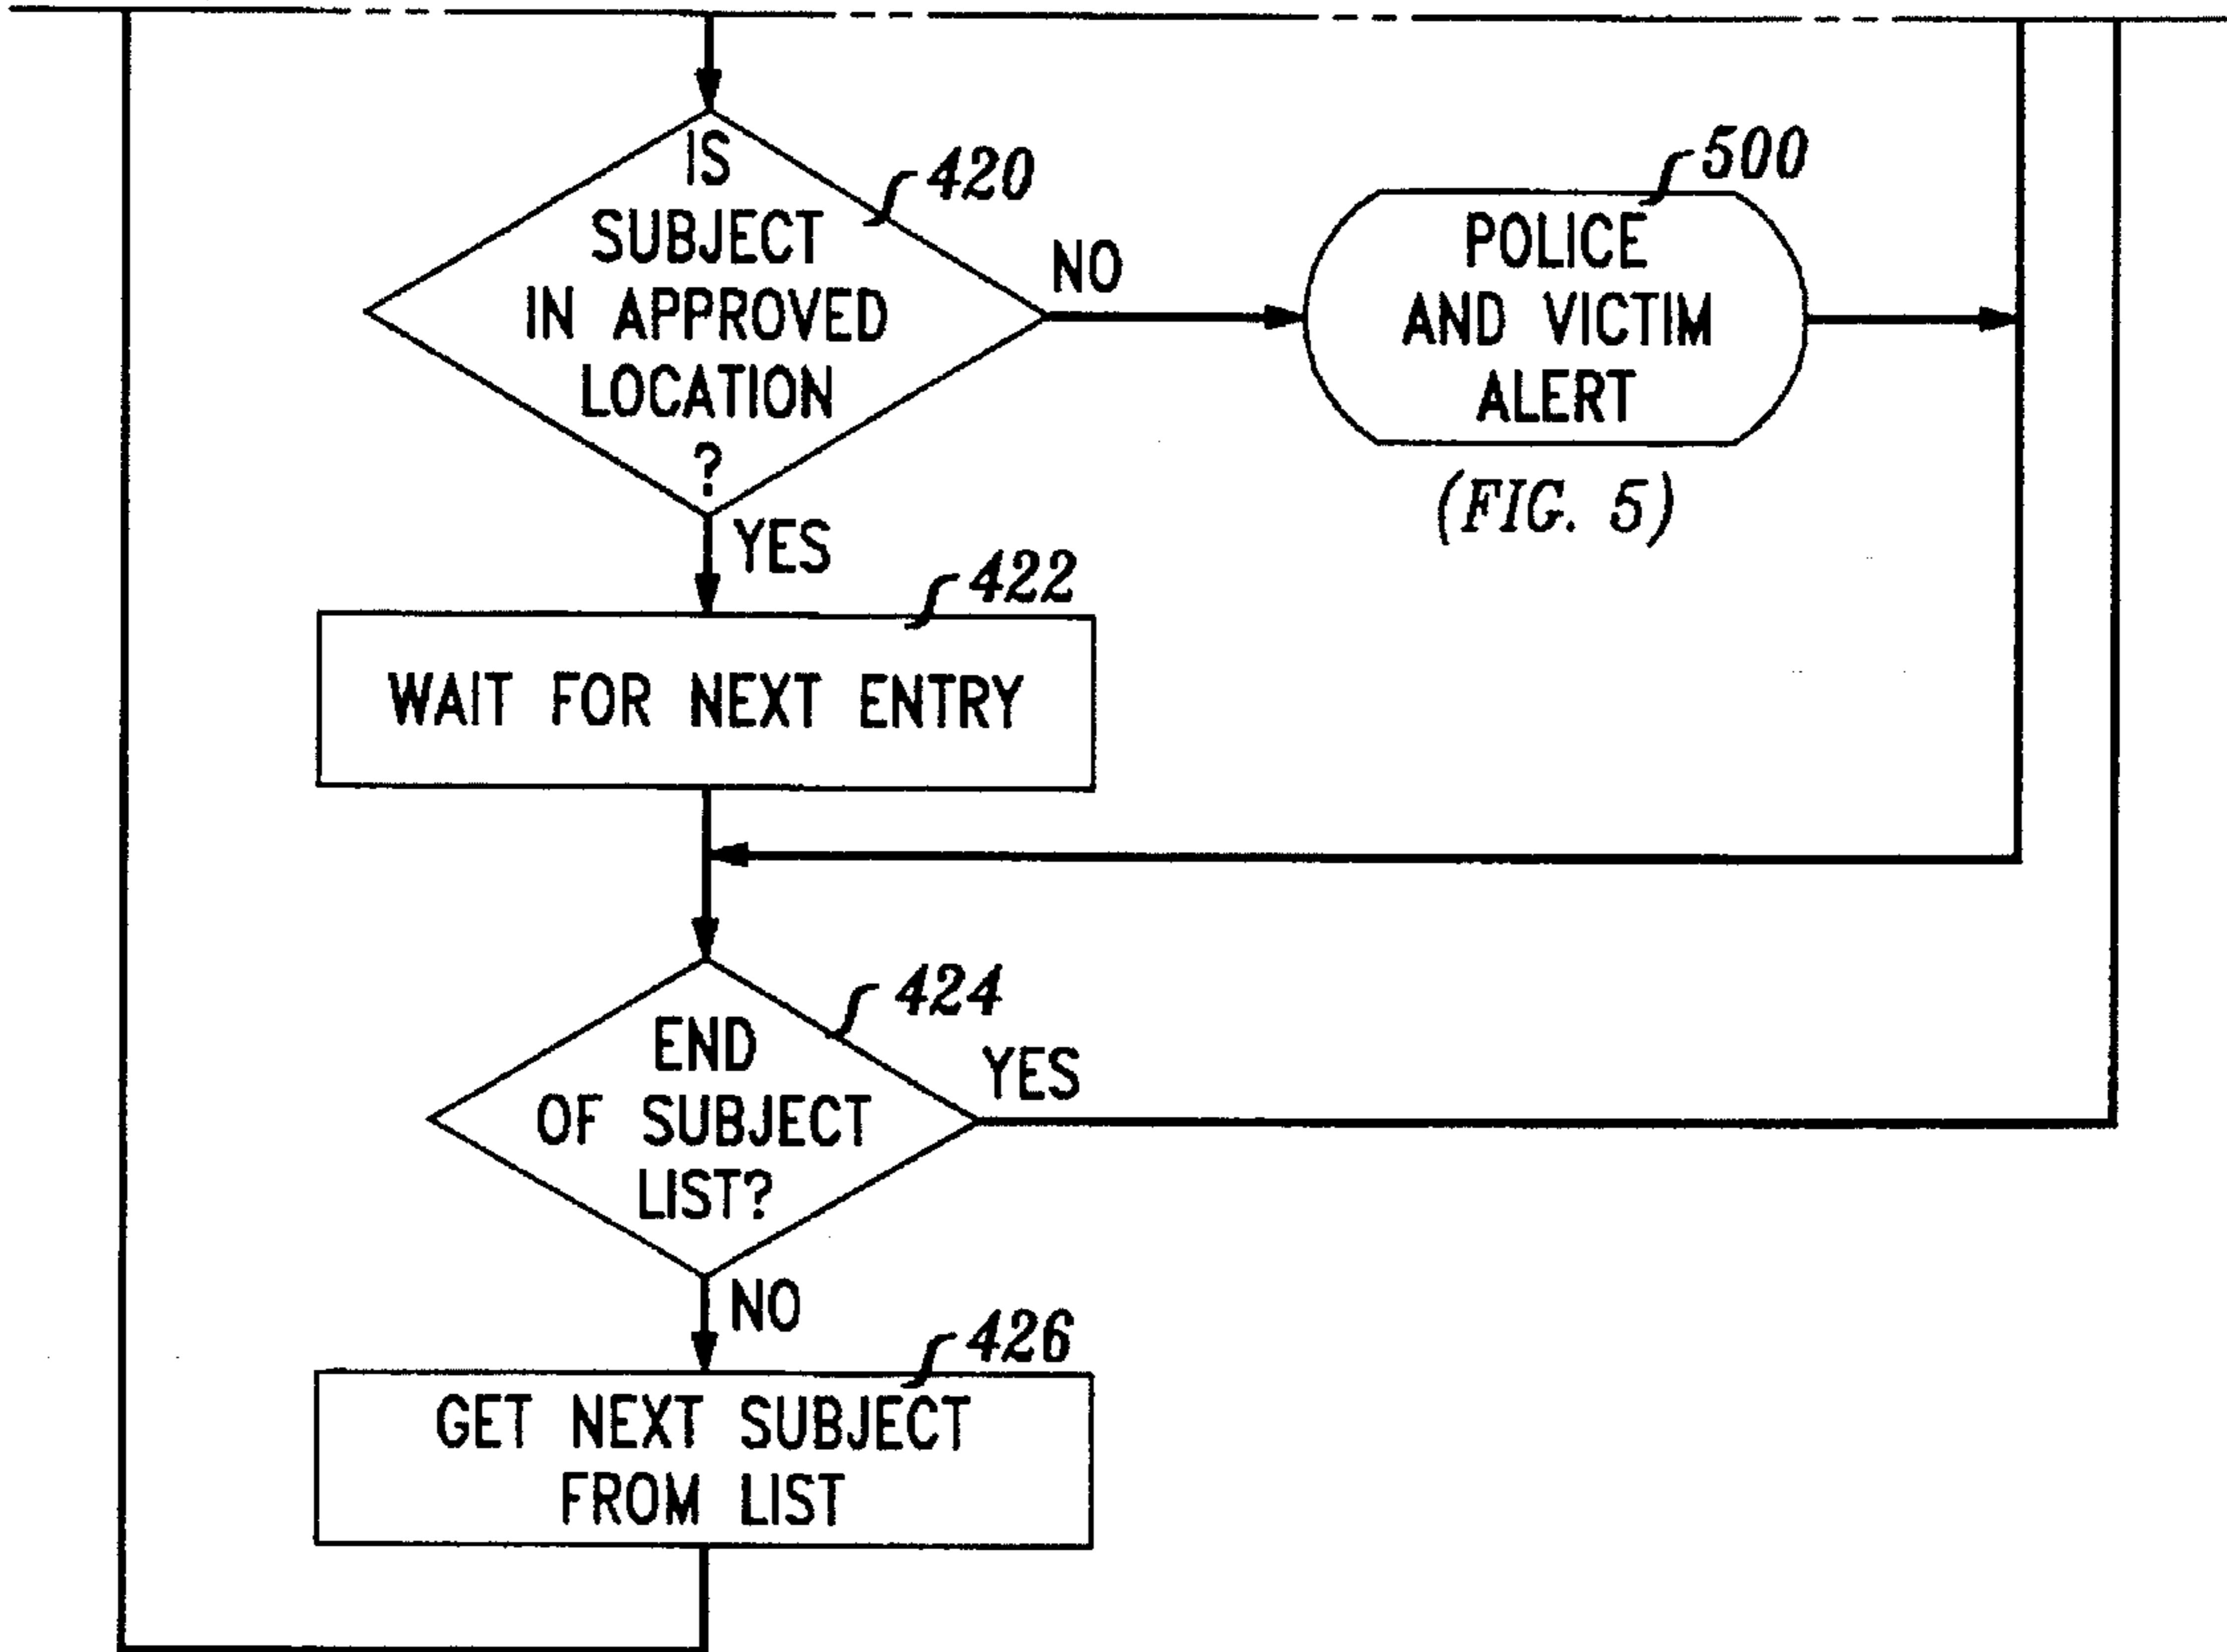 IS
SUBJECT
IN APPROVED
LOCATION
?
420
NO
POLICE
AND VICTIM
ALERT
500
(FIG. 5)
YES
422
WAIT FOR NEXT ENTRY
424
END
OF SUBJECT
LIST?
YES
NO
426
GET NEXT SUBJECT
FROM LIST